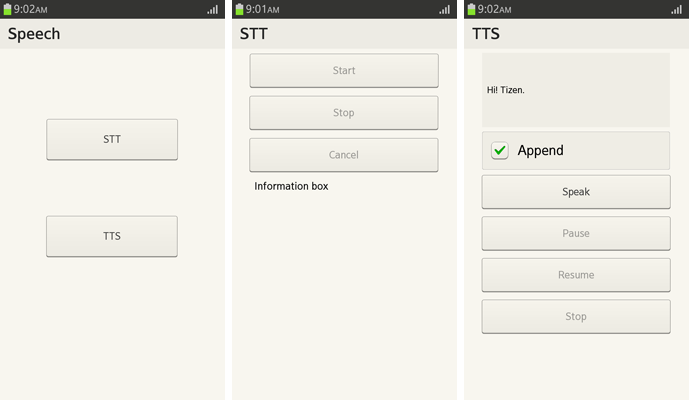 9:02AM
Speech
STT
TTS
9:01AM
STT
Start
Stop
Cancel
Information box
9:02AM
TTS
Hi! Tizen.
Append
Speak
Pause
Resume
Stop